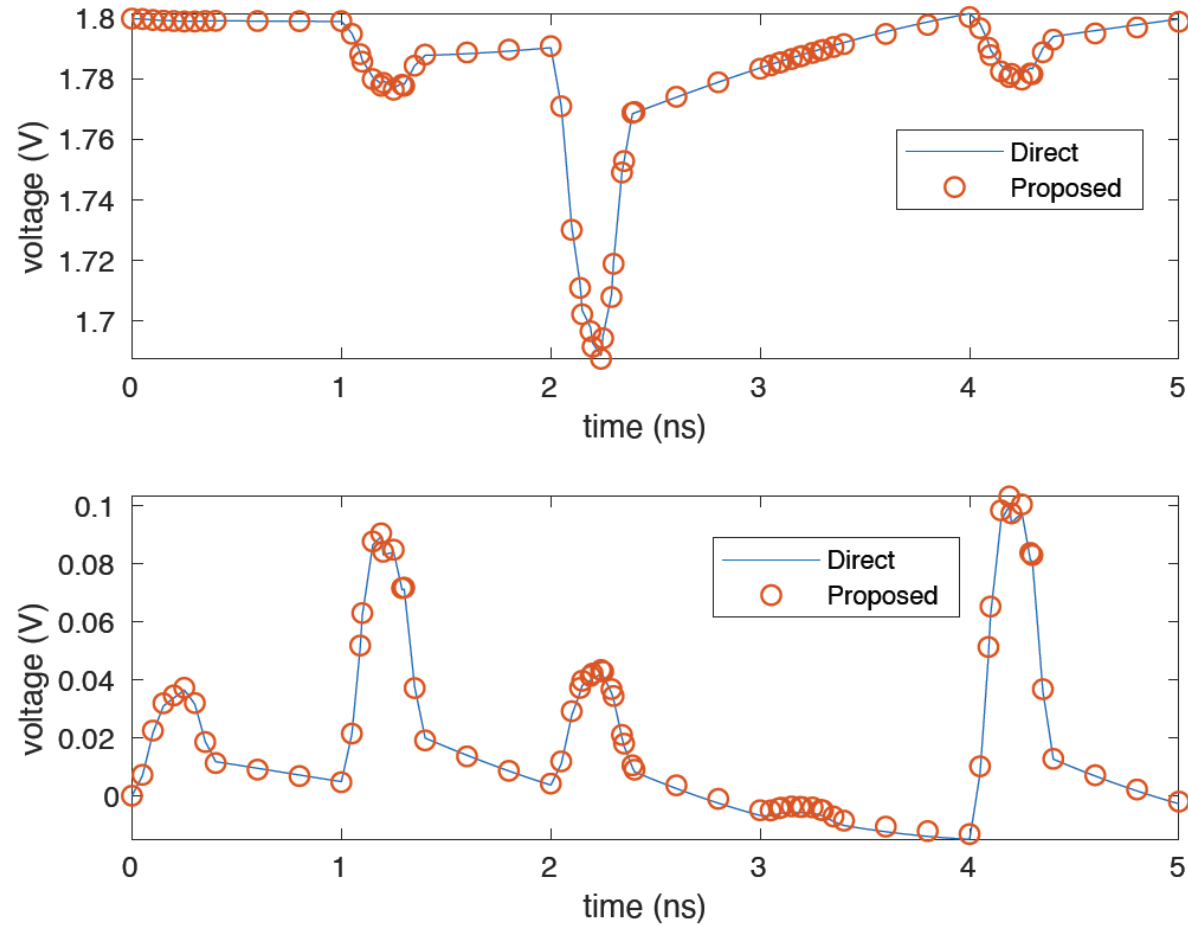 1.8
1.78
1.76
1.74
1.72
1.7
voltage (V)
Direct
Proposed
0 1 2 3 4 5
time (ns)
0.1
0.08
0.06
0.04
0.02
0
voltage (V)
Direct
Proposed
0 1 2 3 4 5
time (ns)